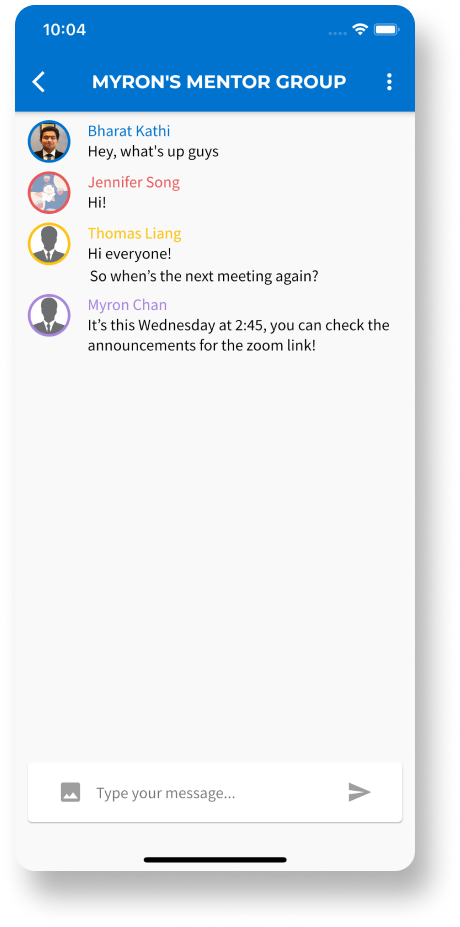 10:04
MYRON'S MENTOR GROUP
Bharat Kathi
Hey, what's up guys
Jennifer Song
Hi!
Thomas Liang
Hi everyone!
So when’s the next meeting again?
Myron Chan
It’s this Wednesday at 2:45, you can check the
announcements for the zoom link!
Type your message...